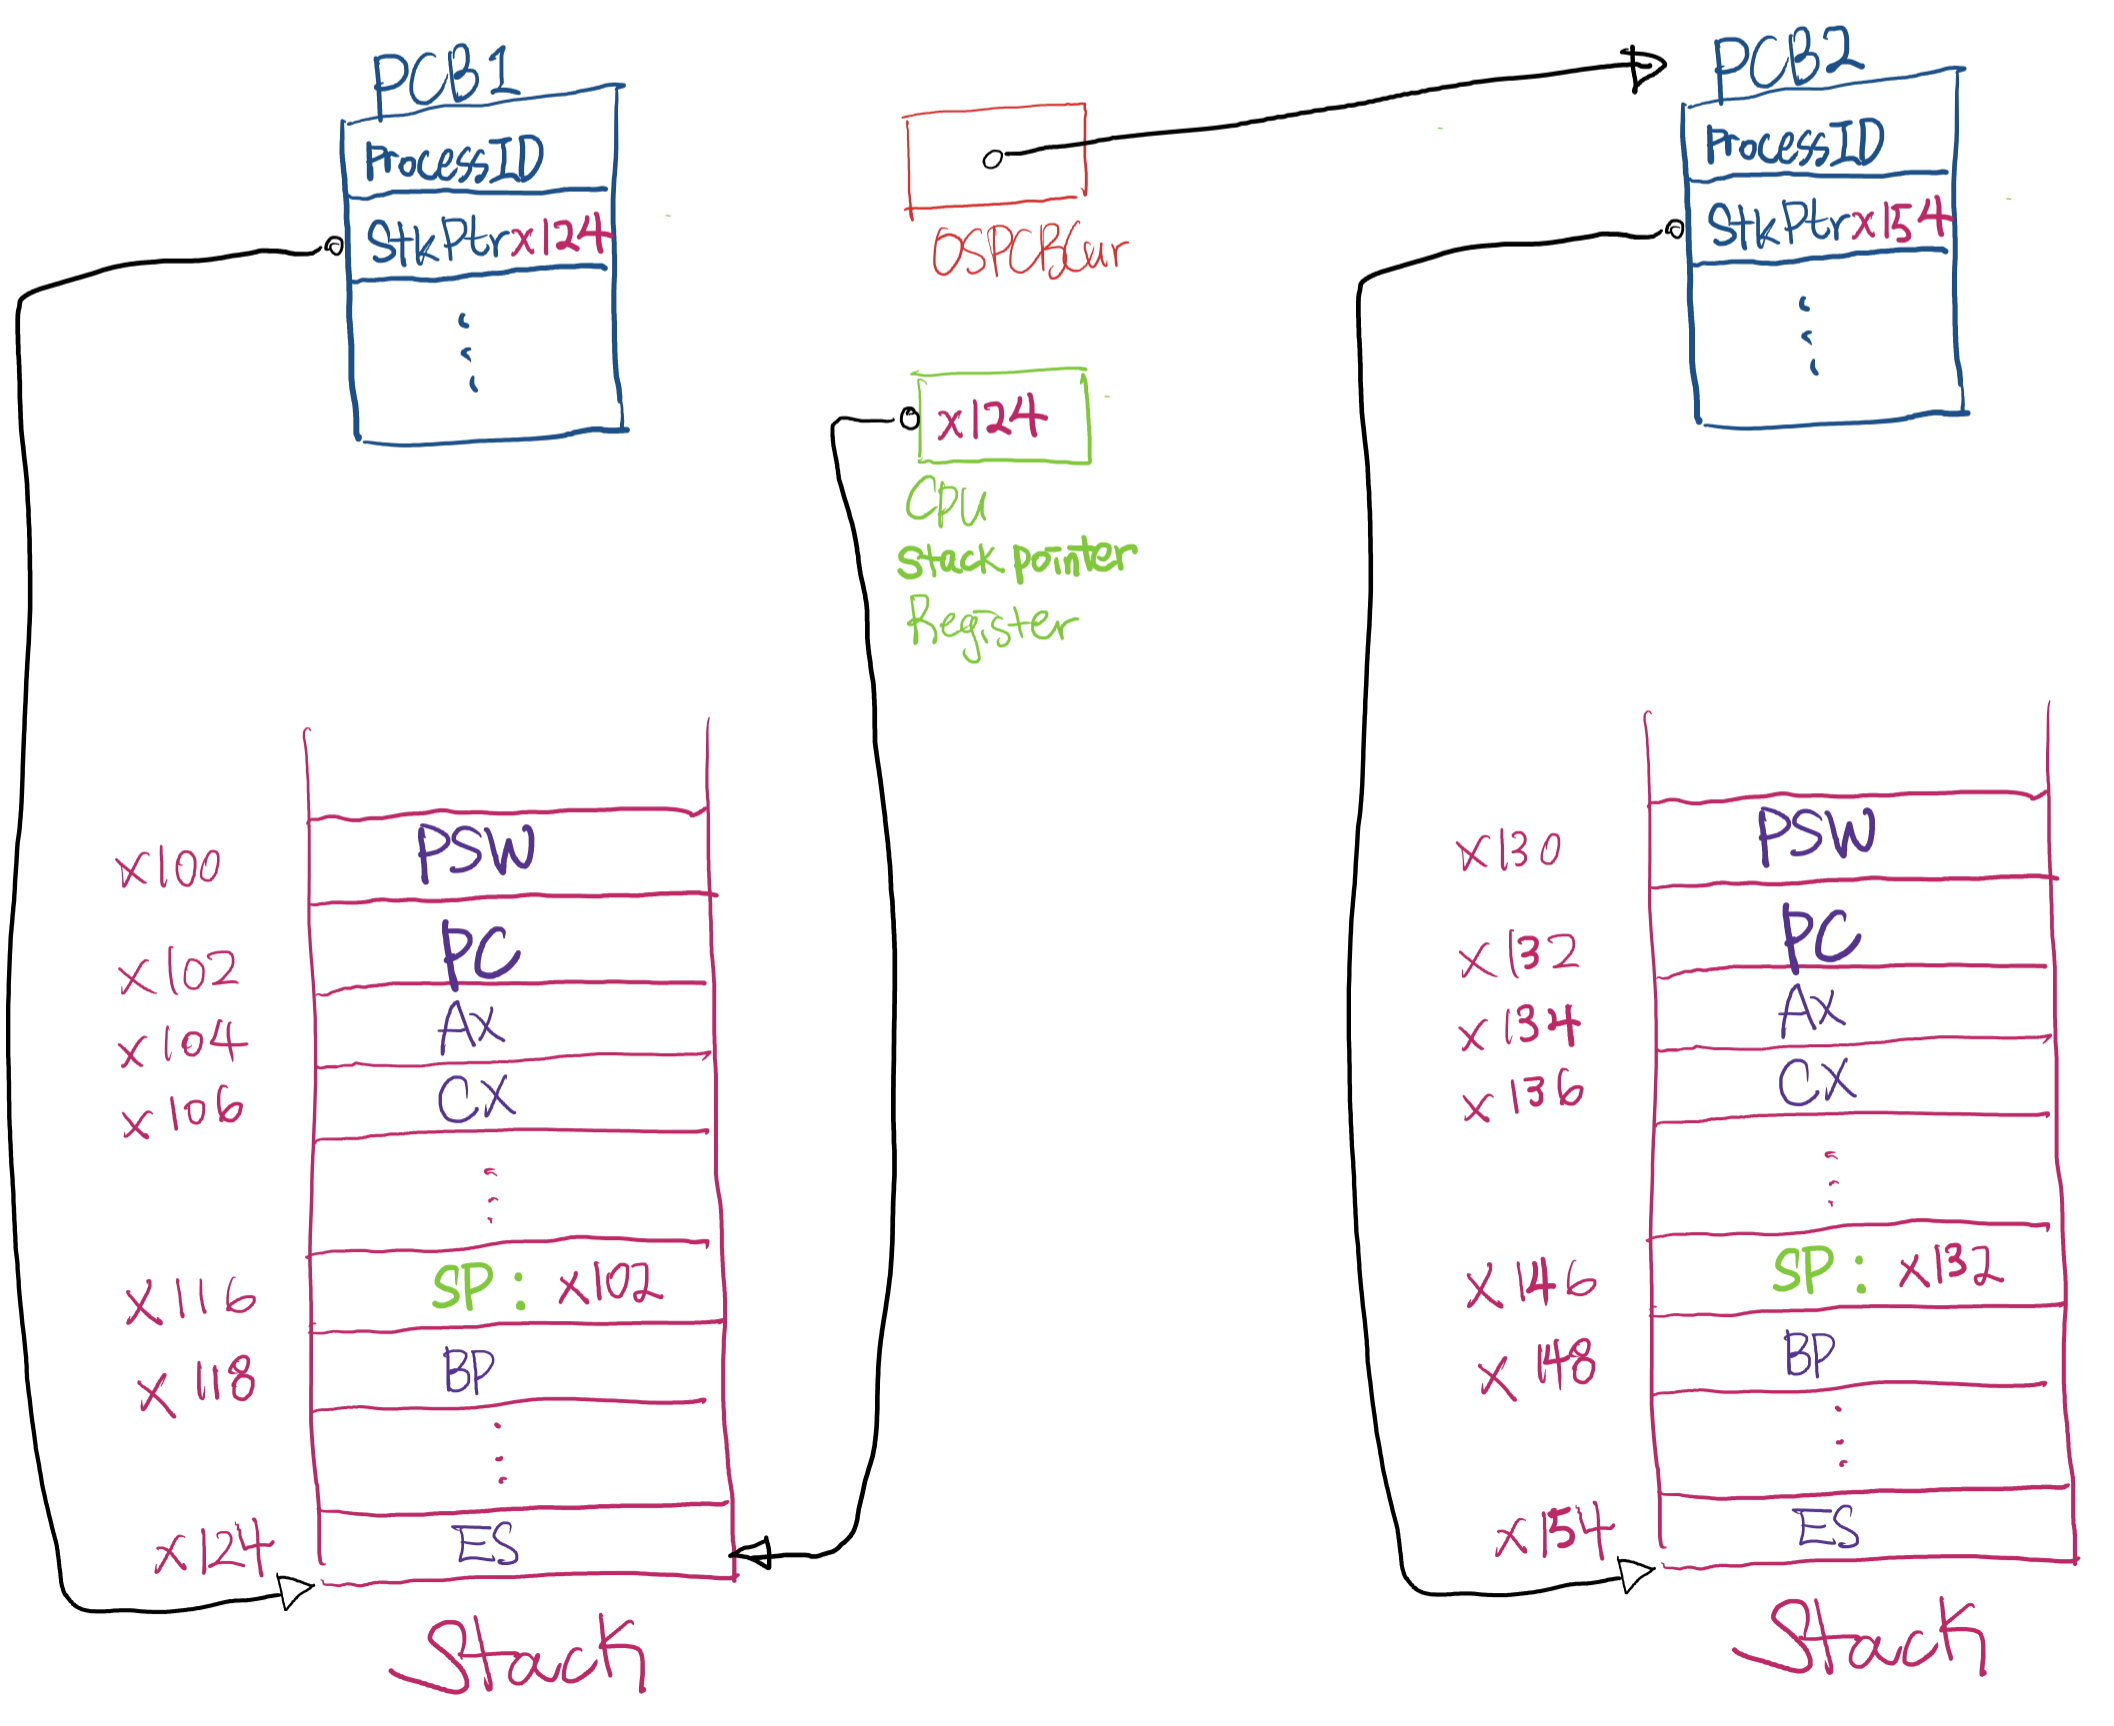 PCB1
ProcessID
StkPtr x124
OSPCBCur
x124
CPU
stack pointer
Register
PCB2
ProcessID
StkPtr x154
x100 PSW
x102 PC
x104 AX
x106 CX
x116 SP: x102
x118 BP
x124 ES
Stack
x130 PSW
x132 PC
x134 AX
x136 CX
x146 SP: x132
x148 BP
x154 ES
Stack